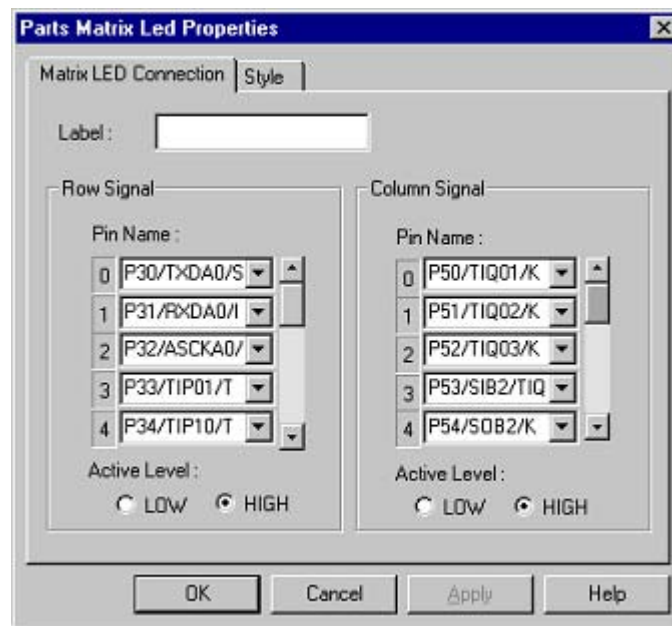 Parts Matrix Led Properties
Matrix LED Connection Style
Label :
Row Signal
Pin Name :
0 P30/TXDA0/S
1 P31/RXDA0/I
2 P32/ASCKA0/
3 P33/TIP01/T
4 P34/TIP10/T
Active Level :
LOW HIGH
Column Signal
Pin Name :
0 P50/TIQ01/K
1 P51/TIQ02/K
2 P52/TIQ03/K
3 P53/SIB2/TIQ
4 P54/SOB2/K
Active Level :
LOW HIGH
OK Cancel Apply Help